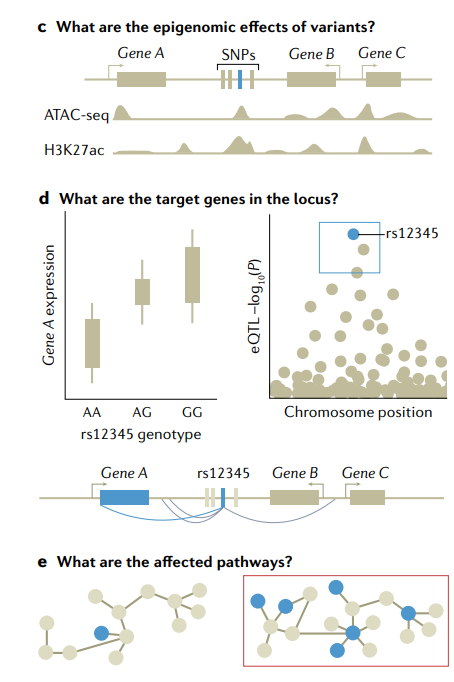 c What are the epigenomic effects of variants?
Gene A
SNPs
Gene B
Gene C
ATAC-seq
H3K27ac
d What are the target genes in the locus?
Gene A expression
AA
AG
GG
rs12345 genotype
eQTL −log10(P)
rs12345
Chromosome position
Gene A
rs12345
Gene B
Gene C
e What are the affected pathways?